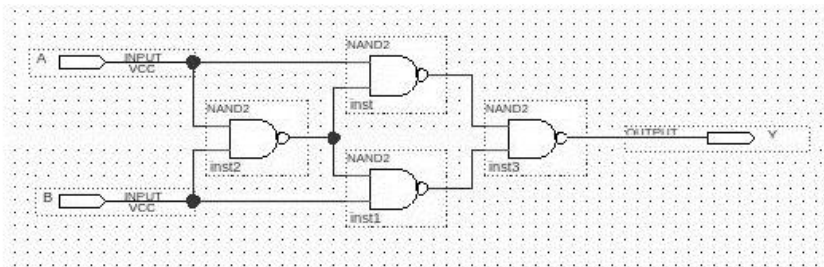 NAND2
A
INPUT
VCC
inst
NAND2
inst2
NAND2
inst3
OUTPUT
Y
NAND2
inst1
B
INPUT
VCC